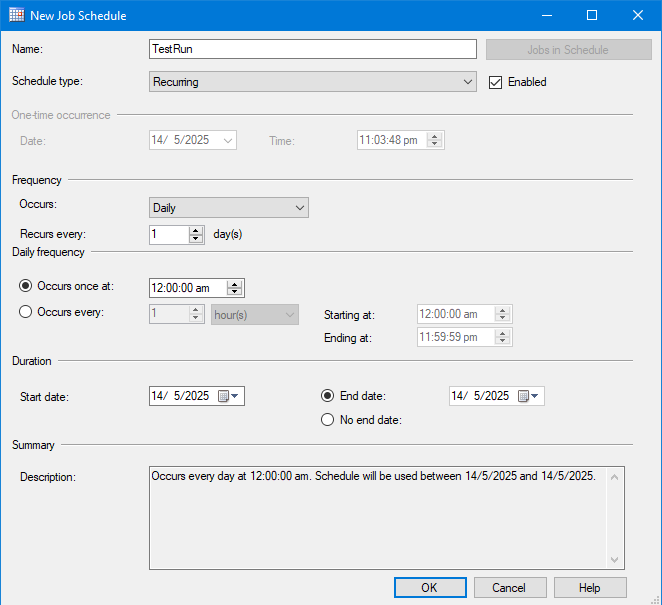 New Job Schedule
Name: TestRun Jobs in Schedule
Schedule type: Recurring Enabled
One-time occurrence
Date: 14/ 5/2025 Time: 11:03:48 pm
Frequency
Occurs: Daily
Recurs every: 1 day(s)
Daily frequency
Occurs once at: 12:00:00 am
Occurs every: 1 hour(s) Starting at: 12:00:00 am
Ending at: 11:59:59 pm
Duration
Start date: 14/ 5/2025 End date: 14/ 5/2025
No end date:
Summary
Description: Occurs every day at 12:00:00 am. Schedule will be used between 14/5/2025 and 14/5/2025.
OK Cancel Help